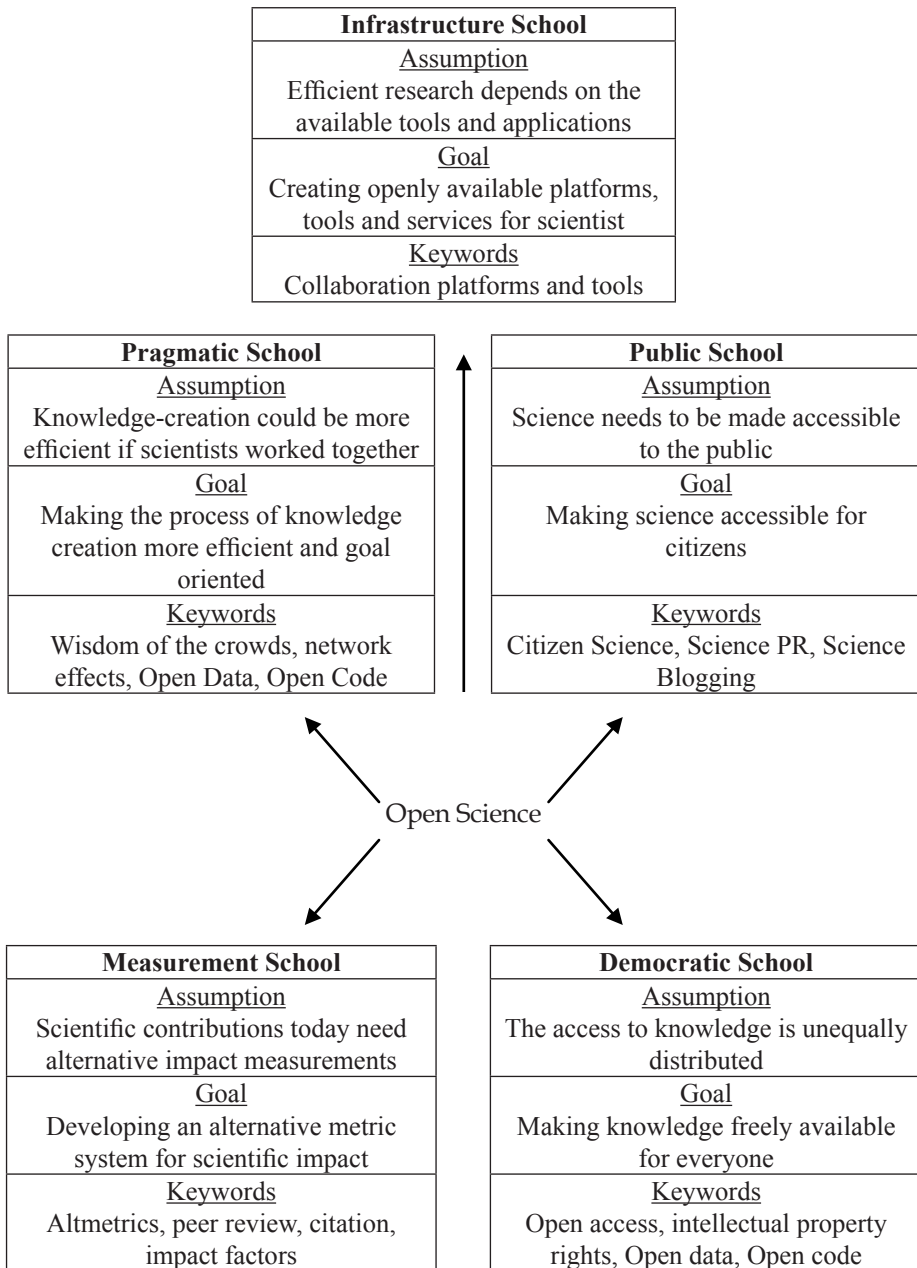 Infrastructure School
Assumption
Efficient research depends on the
available tools and applications
Goal
Creating openly available platforms,
tools and services for scientist
Keywords
Collaboration platforms and tools
Pragmatic School
Assumption
Knowledge-creation could be more
efficient if scientists worked together
Goal
Making the process of knowledge
creation more efficient and goal
oriented
Keywords
Wisdom of the crowds, network
effects, Open Data, Open Code
Public School
Assumption
Science needs to be made accessible
to the public
Goal
Making science accessible for
citizens
Keywords
Citizen Science, Science PR, Science
Blogging
Open Science
Measurement School
Assumption
Scientific contributions today need
alternative impact measurements
Goal
Developing an alternative metric
system for scientific impact
Keywords
Altmetrics, peer review, citation,
impact factors
Democratic School
Assumption
The access to knowledge is unequally
distributed
Goal
Making knowledge freely available
for everyone
Keywords
Open access, intellectual property
rights, Open data, Open code